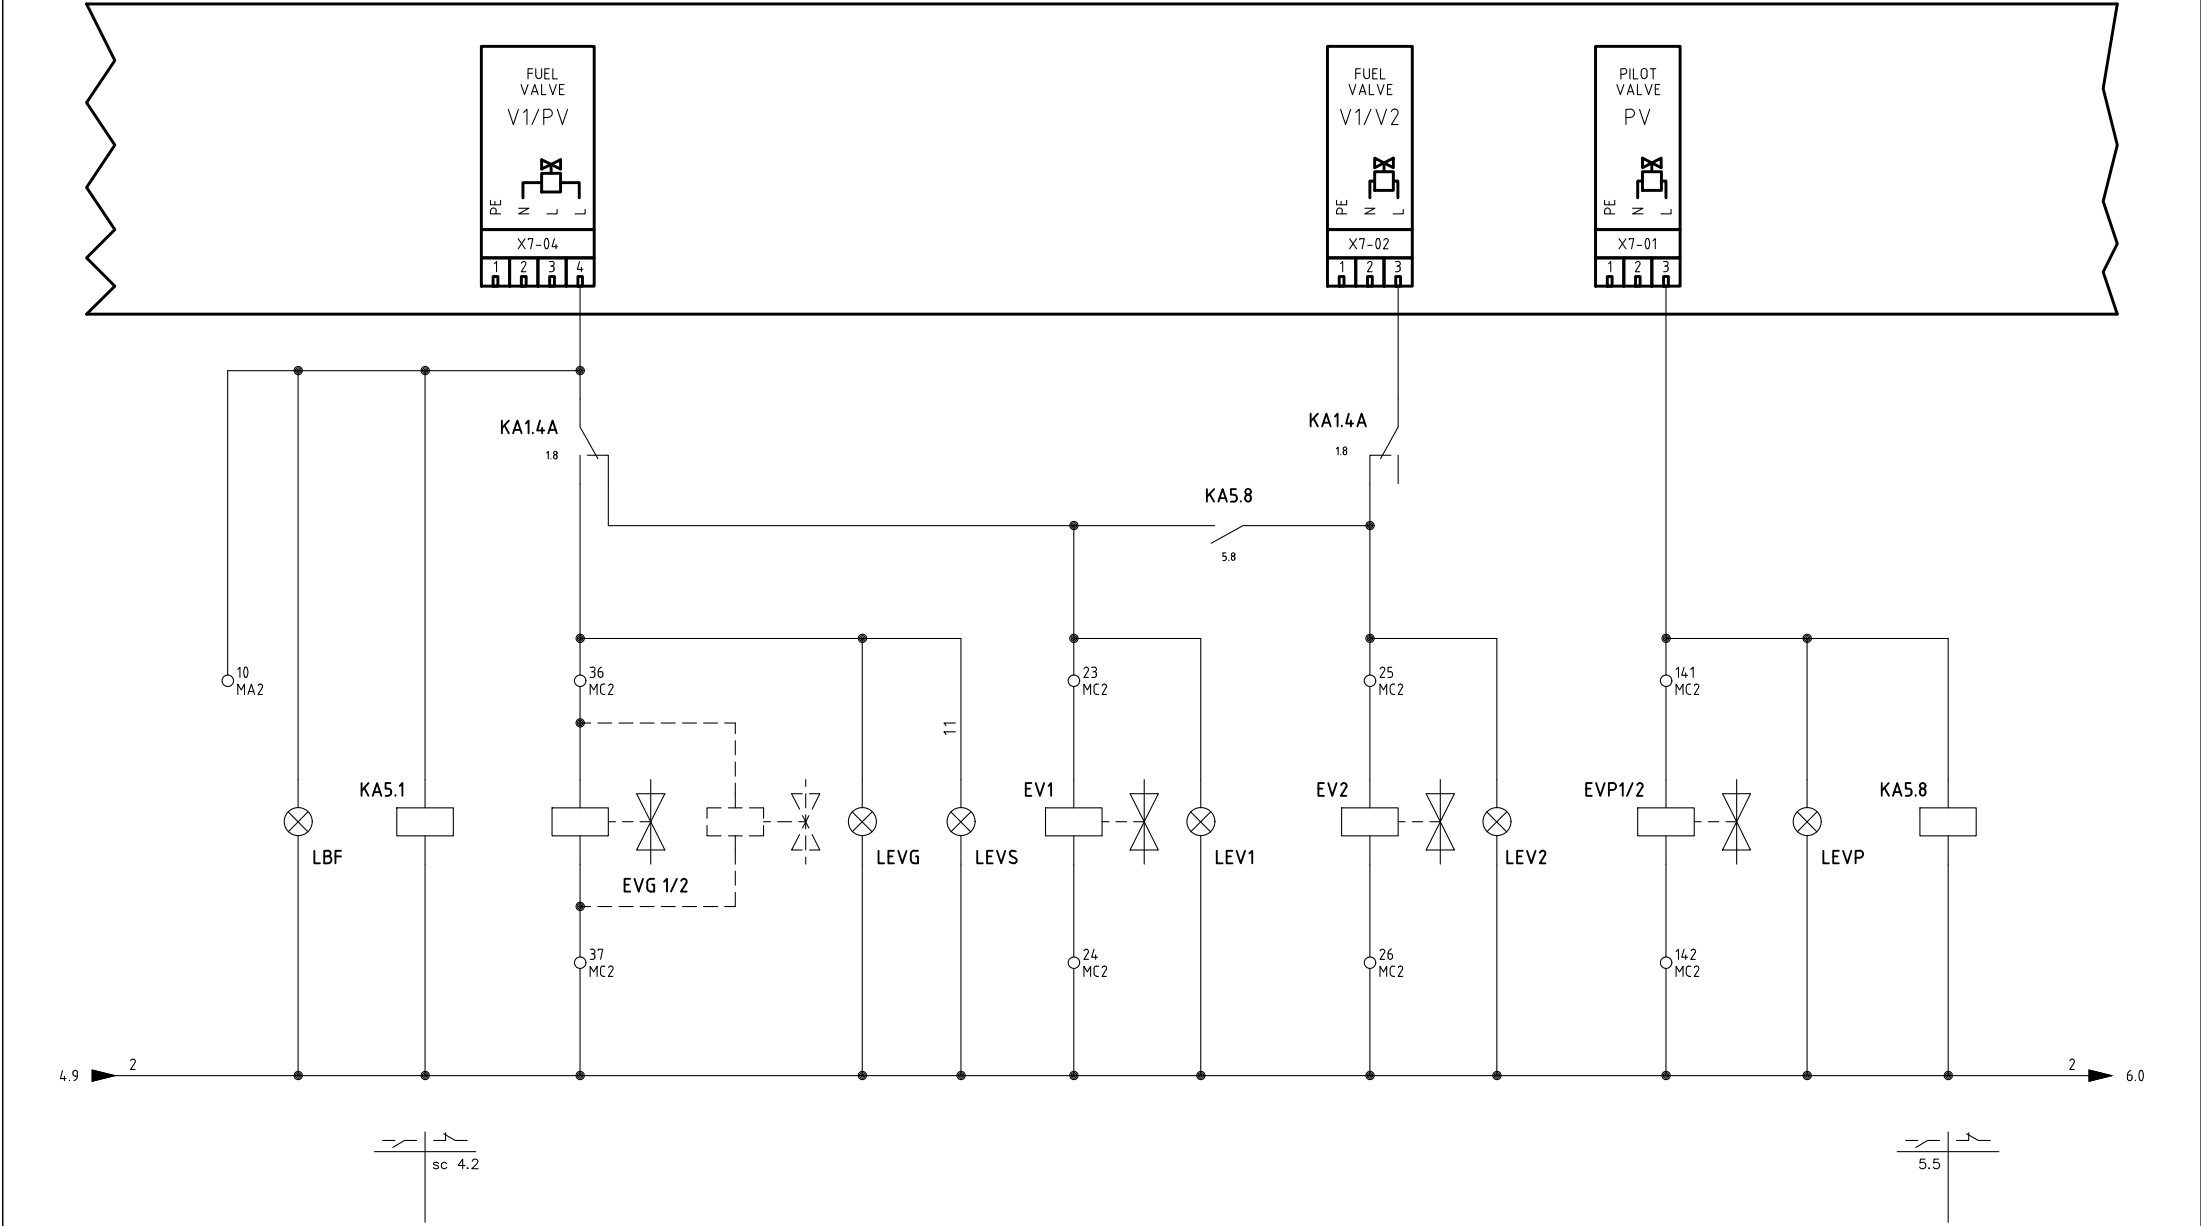 FUEL
VALVE
V1/PV
PE N L L
X7-04
1 2 3 4
FUEL
VALVE
V1/V2
PE N L
X7-02
1 2 3
PILOT
VALVE
PV
PE N L
X7-01
1 2 3
KA1.4A
1.8
KA1.4A
1.8
KA5.8
5.8
10
MA2
36
MC2
23
MC2
25
MC2
141
MC2
11
KA5.1
EV1
EV2
EVP1/2
KA5.8
LBF
LEVG
LEVS
LEV1
LEV2
LEVP
EVG 1/2
37
MC2
24
MC2
26
MC2
142
MC2
4.9
2
2
6.0
sc 4.2
5.5